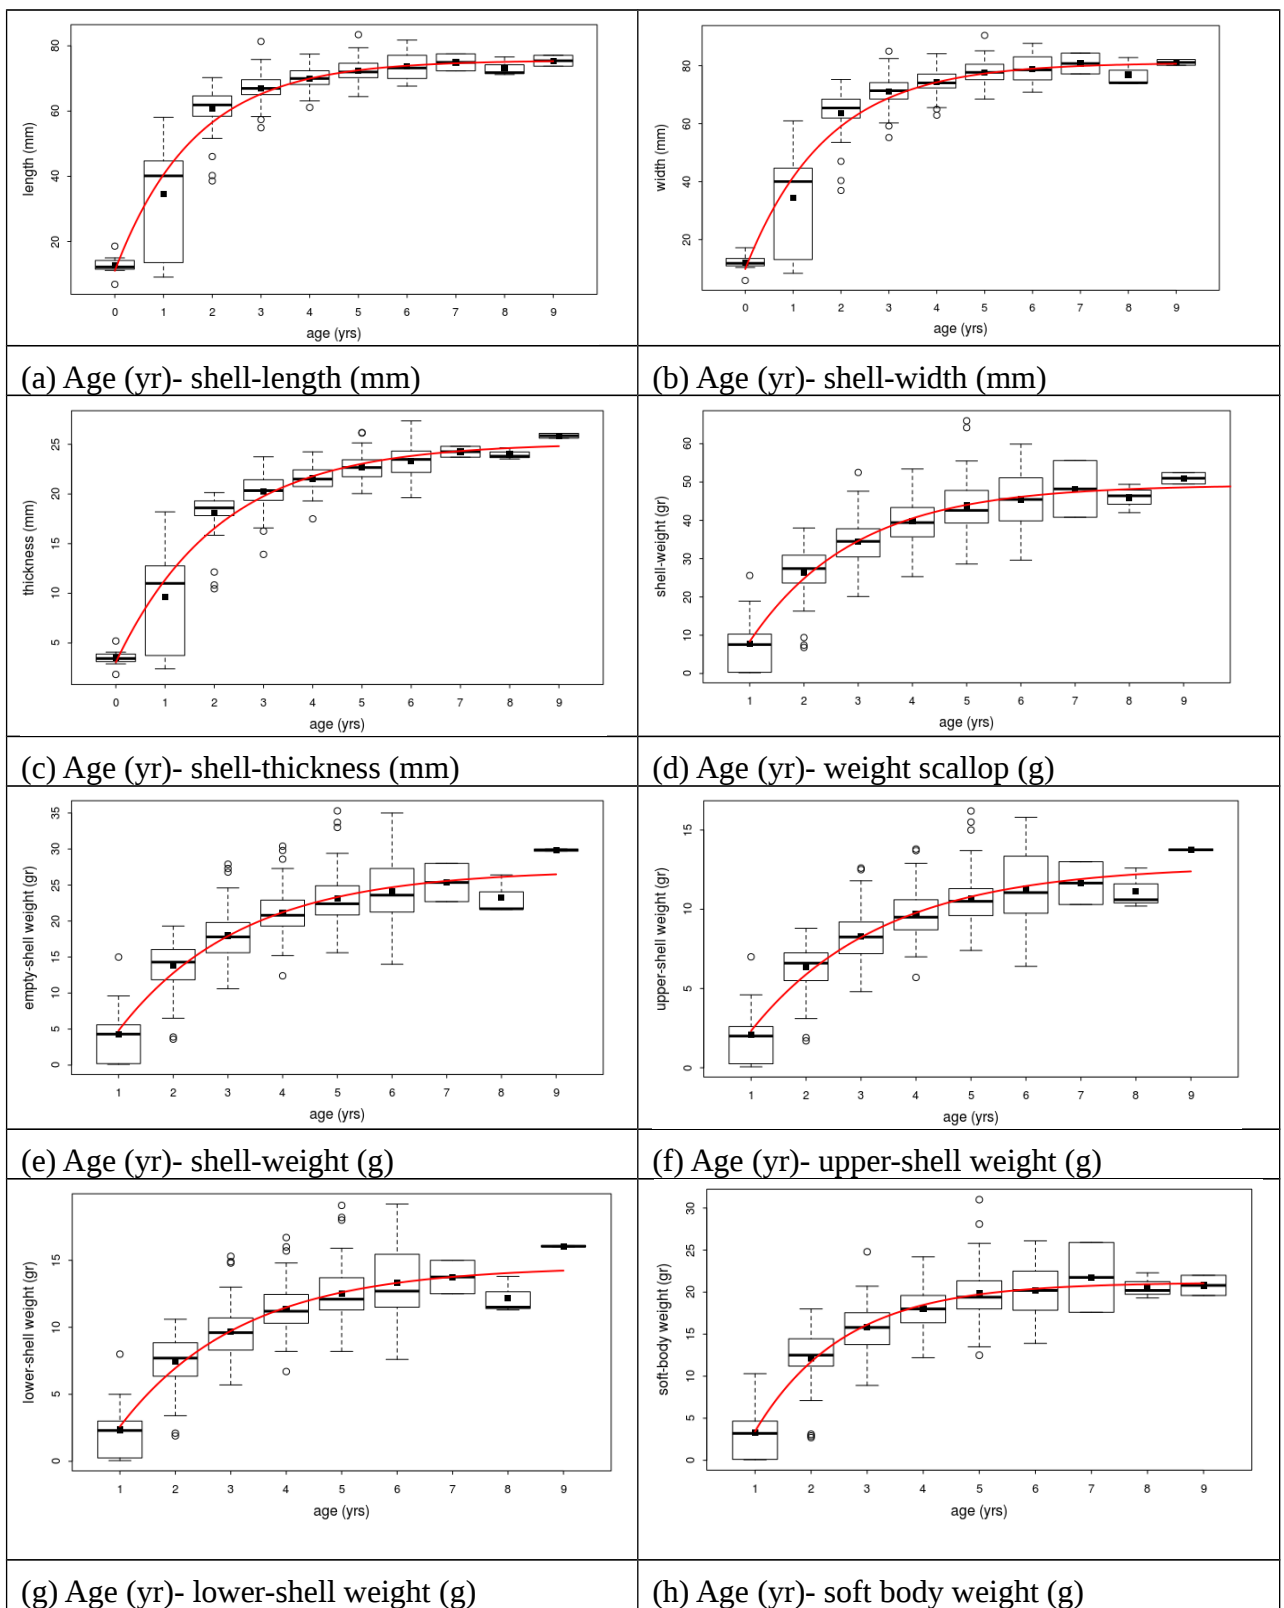 length (mm)
20 40 60 80
0 1 2 3 4 5 6 7 8 9
age (yrs)
width (mm)
20 40 60 80
0 1 2 3 4 5 6 7 8 9
age (yrs)
(a) Age (yr)- shell-length (mm)
(b) Age (yr)- shell-width (mm)
thickness (mm)
5 10 15 20 25
0 1 2 3 4 5 6 7 8 9
age (yrs)
shell-weight (gr)
0 10 20 30 40 50 60
1 2 3 4 5 6 7 8 9
age (yrs)
(c) Age (yr)- shell-thickness (mm)
(d) Age (yr)- weight scallop (g)
empty-shell weight (gr)
0 5 10 15 20 25 30 35
1 2 3 4 5 6 7 8 9
age (yrs)
upper-shell weight (gr)
0 5 10 15
1 2 3 4 5 6 7 8 9
age (yrs)
(e) Age (yr)- shell-weight (g)
(f) Age (yr)- upper-shell weight (g)
lower-shell weight (gr)
0 5 10 15
1 2 3 4 5 6 7 8 9
age (yrs)
soft-body weight (gr)
0 5 10 15 20 25 30
1 2 3 4 5 6 7 8 9
age (yrs)
(g) Age (yr)- lower-shell weight (g)
(h) Age (yr)- soft body weight (g)